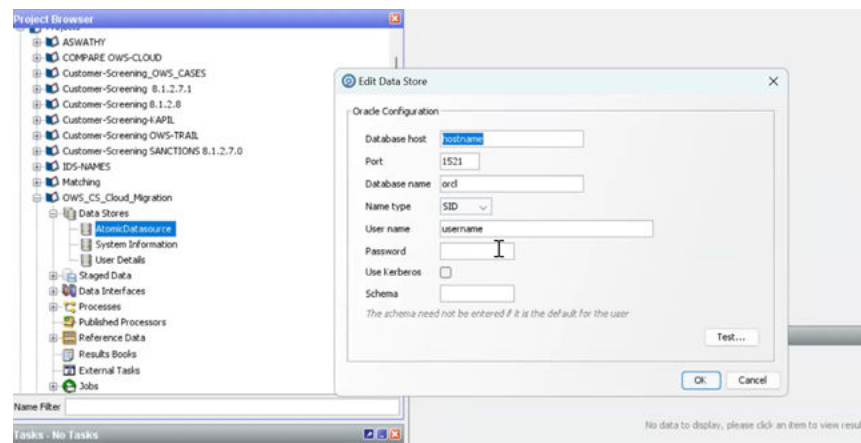 Project Browser
Projects
ASWATHY
COMPARE OWS-CLOUD
Customer-Screening_OWS_CASES
Customer-Screening 8.1.2.7.1
Customer-Screening 8.1.2.8
Customer-Screening-KAPIL
Customer-Screening OWS-TRAIL
Customer-Screening SANCTIONS 8.1.2.7.0
IDS-NAMES
Matching
OWS_CS_Cloud_Migration
Data Stores
AtomicDatasource
System Information
User Details
Staged Data
Data Interfaces
Processes
Published Processors
Reference Data
Results Books
External Tasks
Jobs
Name Filter
Tasks - No Tasks
Edit Data Store
Oracle Configuration
Database host hostname
Port 1521
Database name orcl
Name type SID
User name username
Password
Use Kerberos
Schema
The schema need not be entered if it is the default for the user
Test...
OK Cancel
No data to display, please click an item to view resu